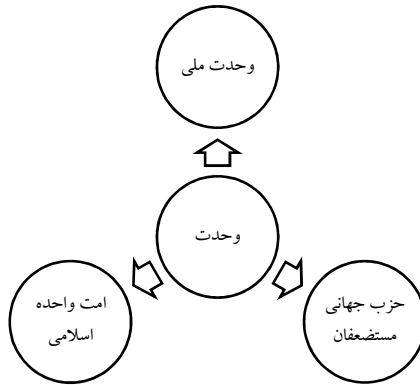 وحدت ملی
وحدت
حزب جهانی
مستضعفان
امت واحده
اسلامی